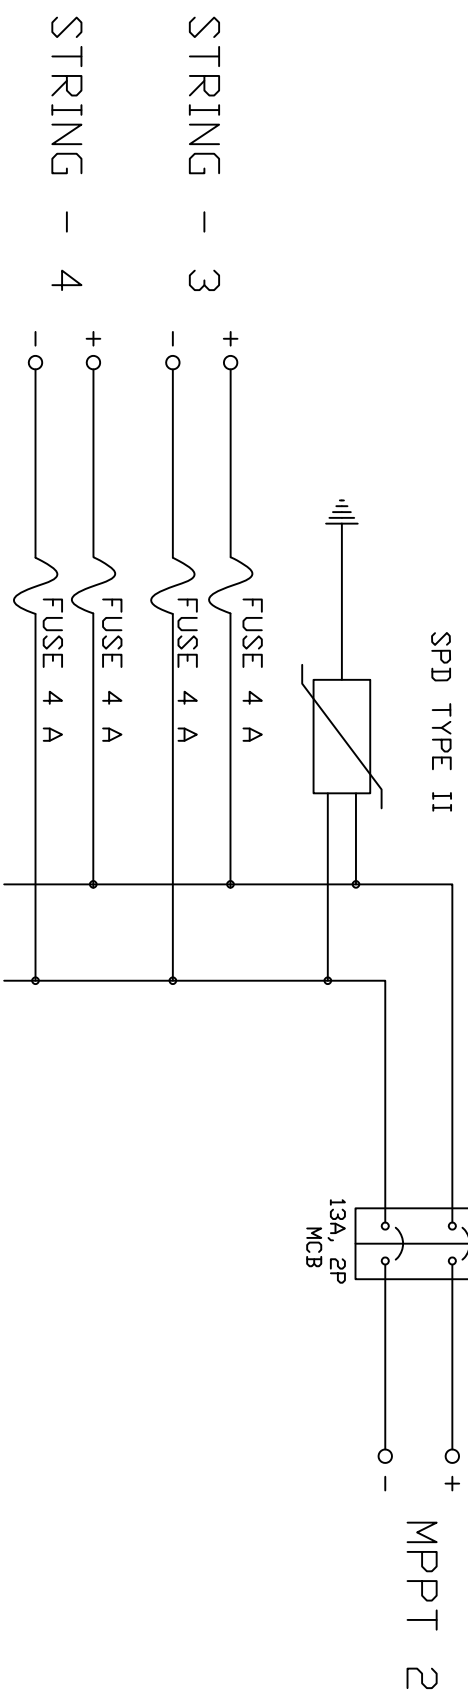 SPD TYPE II
+
MPPT 2
-
13A, 2P
MCB
+
FUSE 4 A
STRING - 3
-
FUSE 4 A
+
FUSE 4 A
STRING - 4
-
FUSE 4 A